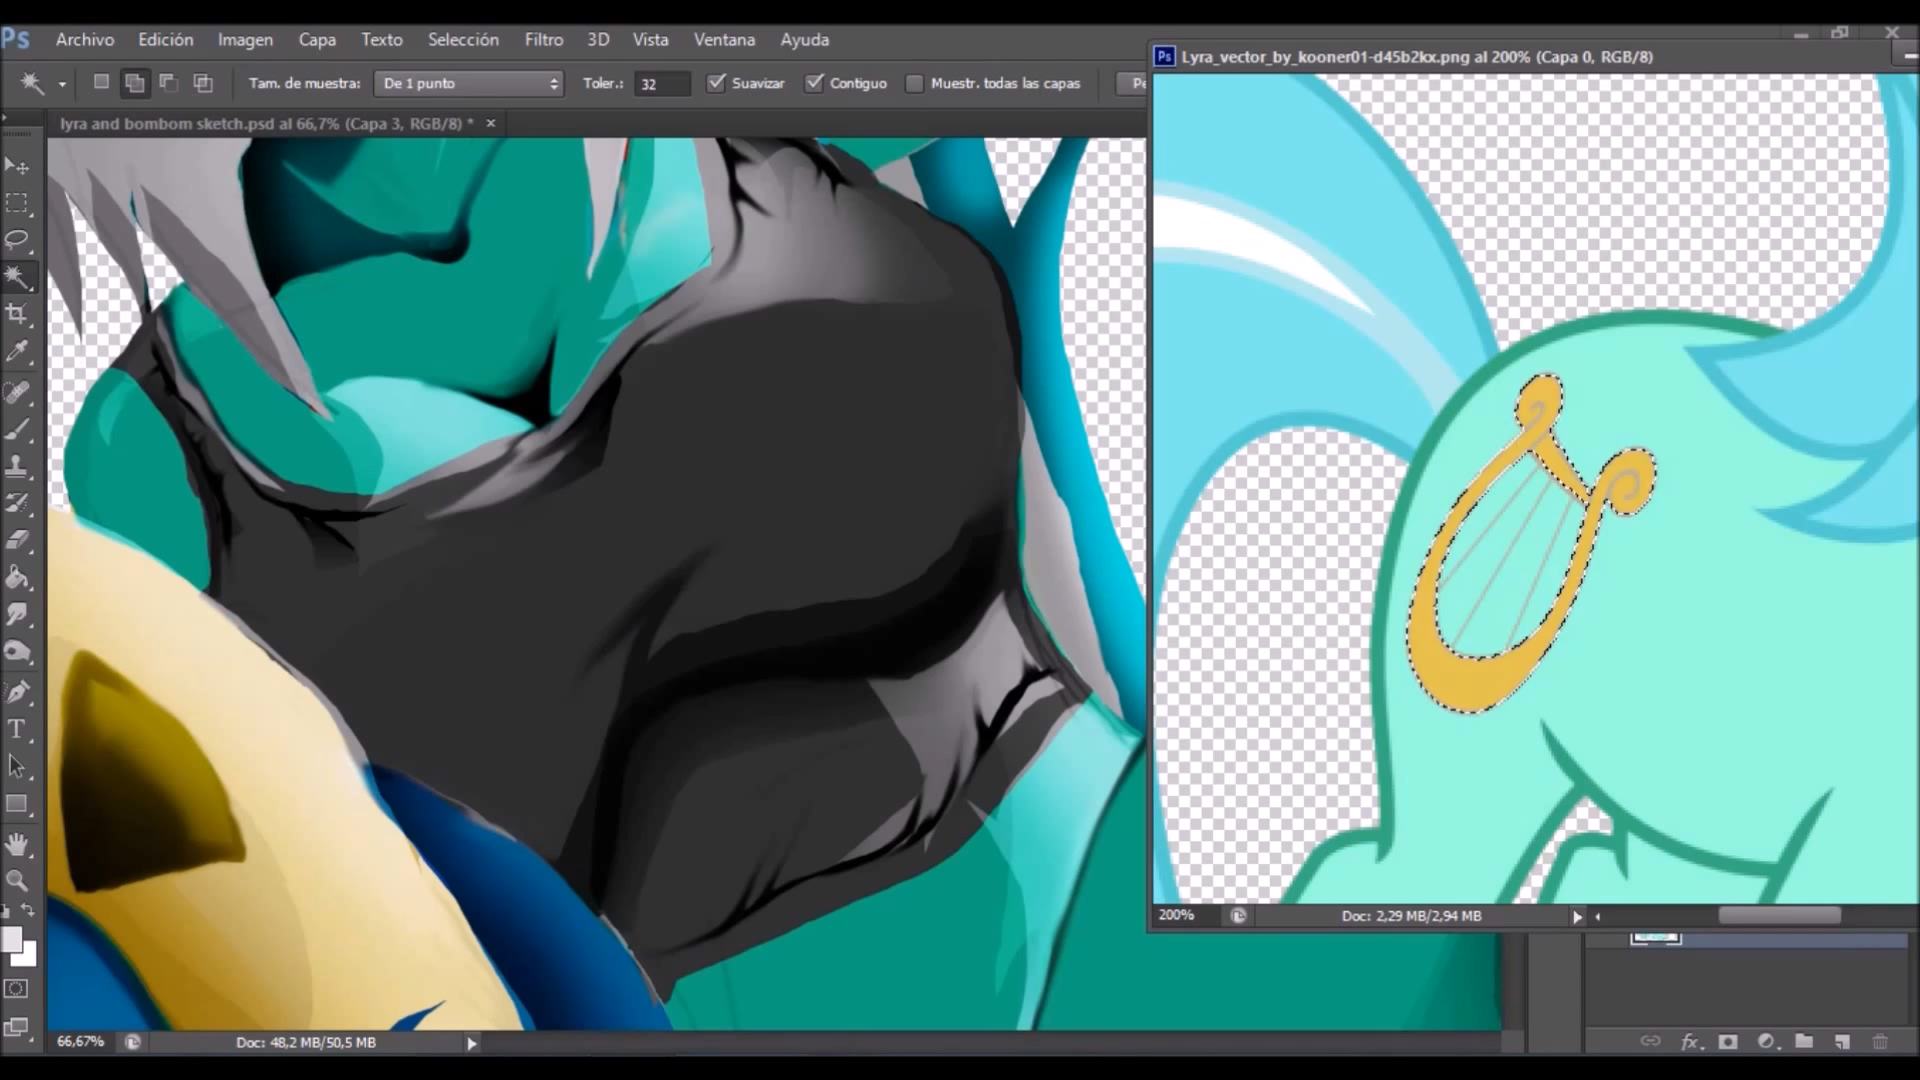 Ps Archivo Edición Imagen Capa Texto Selección Filtro 3D Vista Ventana Ayuda
Ps Lyra_vector_by_kooner01-d45b2kx.png al 200% (Capa 0, RGB/8)
Tam. de muestra: De 1 punto Toler.: 32 Suavizar Contiguo Muestr. todas las capas Pe
lyra and bombom sketch.psd al 66,7% (Capa 3, RGB/8) * ×
T
200% Doc: 2,29 MB/2,94 MB
66,67% Doc: 48,2 MB/50,5 MB
fx